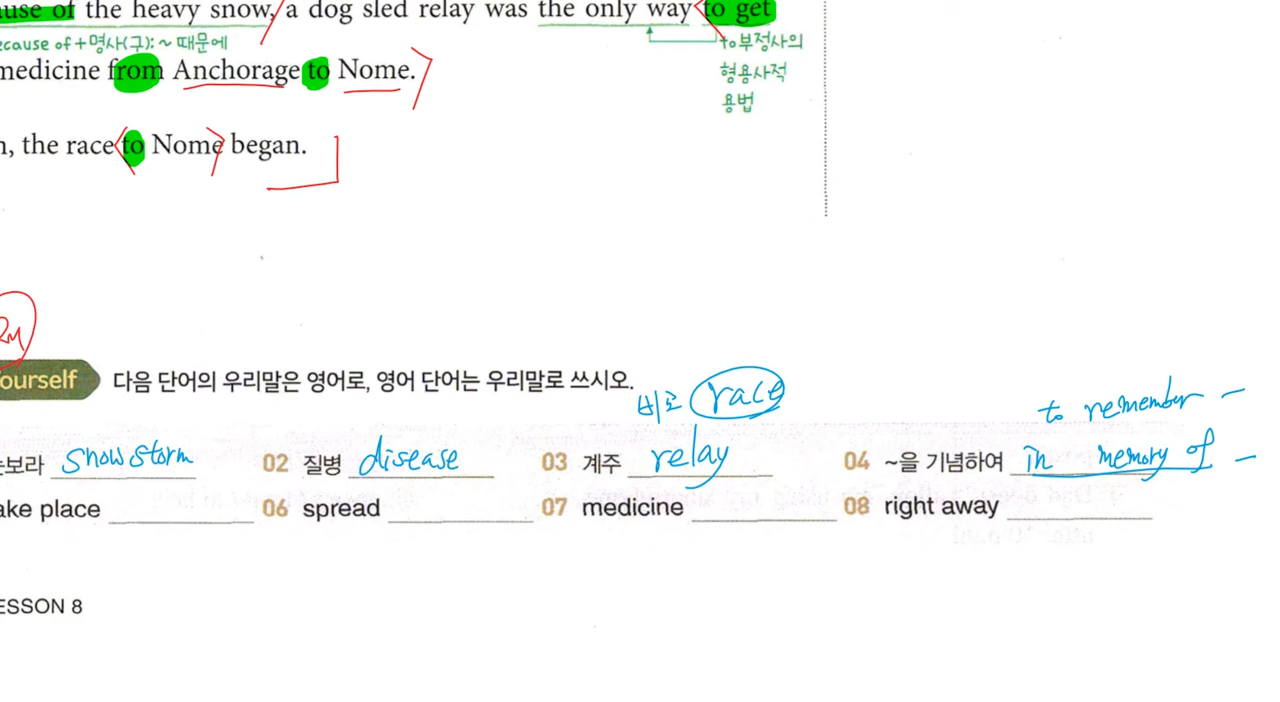 ause of the heavy snow, a dog sled relay was the only way to get
ecause of+명사(구): ~ 때문에
to부정사의
형용사적
용법
medicine from Anchorage to Nome.
n, the race to Nome began.
ourself 다음 단어의 우리말은 영어로, 영어 단어는 우리말로 쓰시오.
비로 race
to remember ~
눈보라 snowstorm 02 질병 disease 03 계주 relay 04 ~을 기념하여 in memory of ~
ake place 06 spread 07 medicine 08 right away
ESSON 8